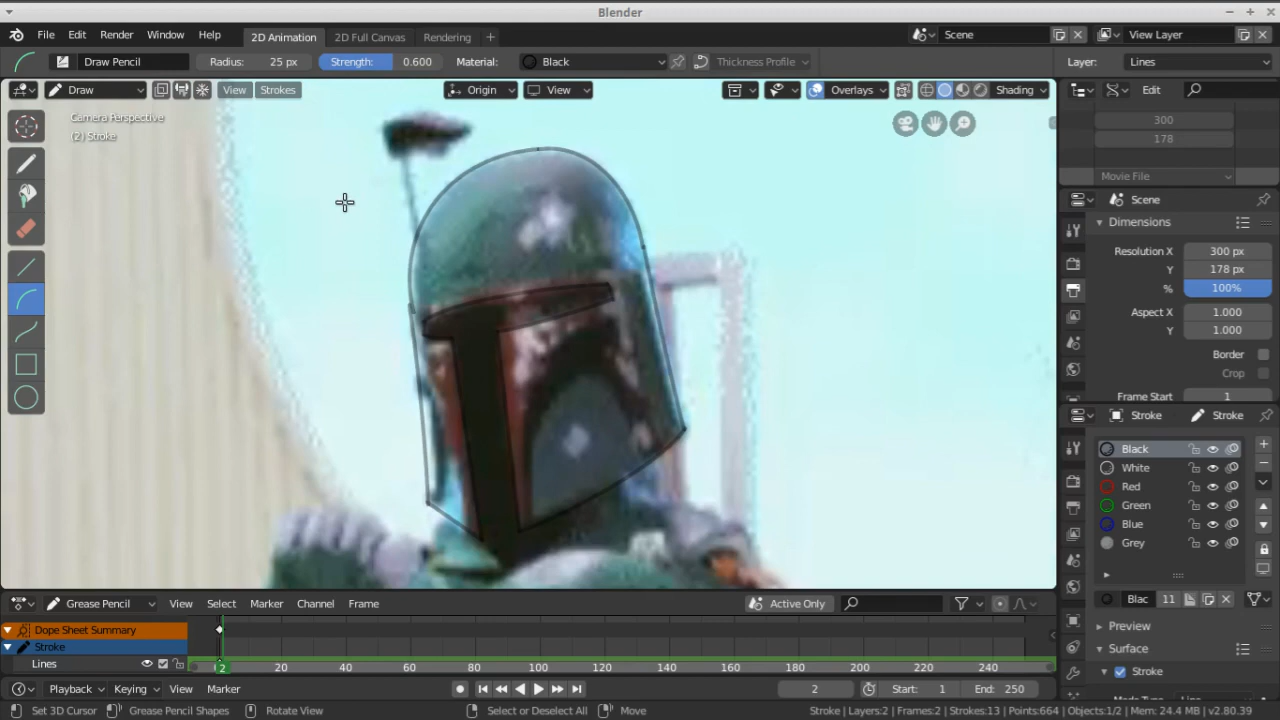 Blender
File Edit Render Window Help 2D Animation 2D Full Canvas Rendering Scene View Layer
Draw Pencil Radius: 25 px Strength: 0.600 Material: Black Thickness Profile Layer: Lines
Draw View Strokes Origin View Overlays Shading Edit
Camera Perspective
(2) Stroke
300
178
Movie File
Scene
Dimensions
Resolution X 300 px
Y 178 px
% 100%
Aspect X 1.000
Y 1.000
Border
Crop
Frame Start 1
Stroke Stroke
Black
White
Red
Green
Blue
Grey
Blac 11
Preview
Surface
Stroke
Grease Pencil View Select Marker Channel Frame Active Only
Dope Sheet Summary
Stroke
Lines
2 20 40 60 80 100 120 140 160 180 200 220 240
Playback Keying View Marker 2 Start: 1 End: 250
Set 3D Cursor Grease Pencil Shapes Rotate View Select or Deselect All Move Stroke | Layers:2 | Frames:2 | Strokes:13 | Points:664 | Objects:1/2 | Mem: 24.4 MB | v2.80.39